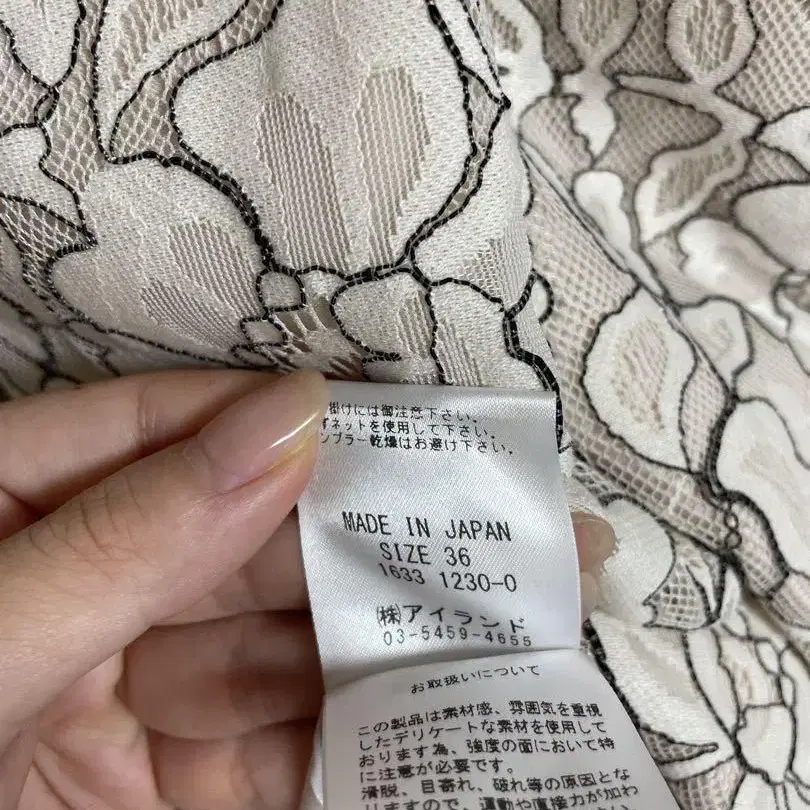 掛けには御注意下さい。
ずネットを使用して下さい。
ンブラー乾燥はお避け下さい。
MADE IN JAPAN
SIZE 36
1633 1230-0
㈱アイランド
03-5459-4655
お取扱いについて
この製品は素材感、雰囲気を重視
したデリケートな素材を使用して
おります為、強度の面において特
に注意が必要です。
滑脱、目寄れ、破れ等の原因とな
りますので、運動や直接力が加わ